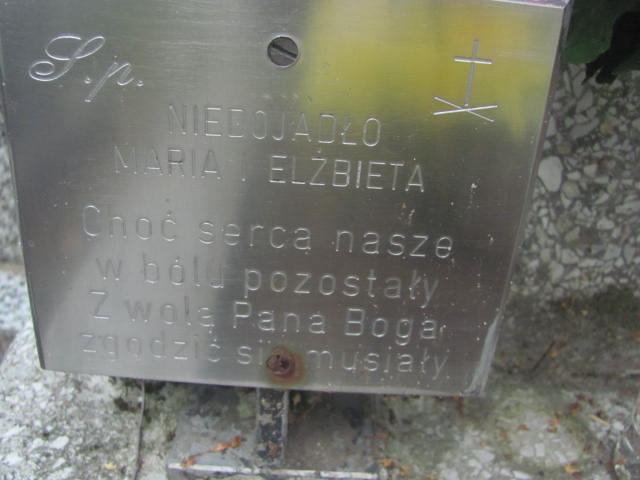 Ś.p.
NIEDOJADŁO
MARIA I ELŻBIETA
Choć serca nasze
w bólu pozostały
Z wolą Pana Boga
zgodzić się musiały